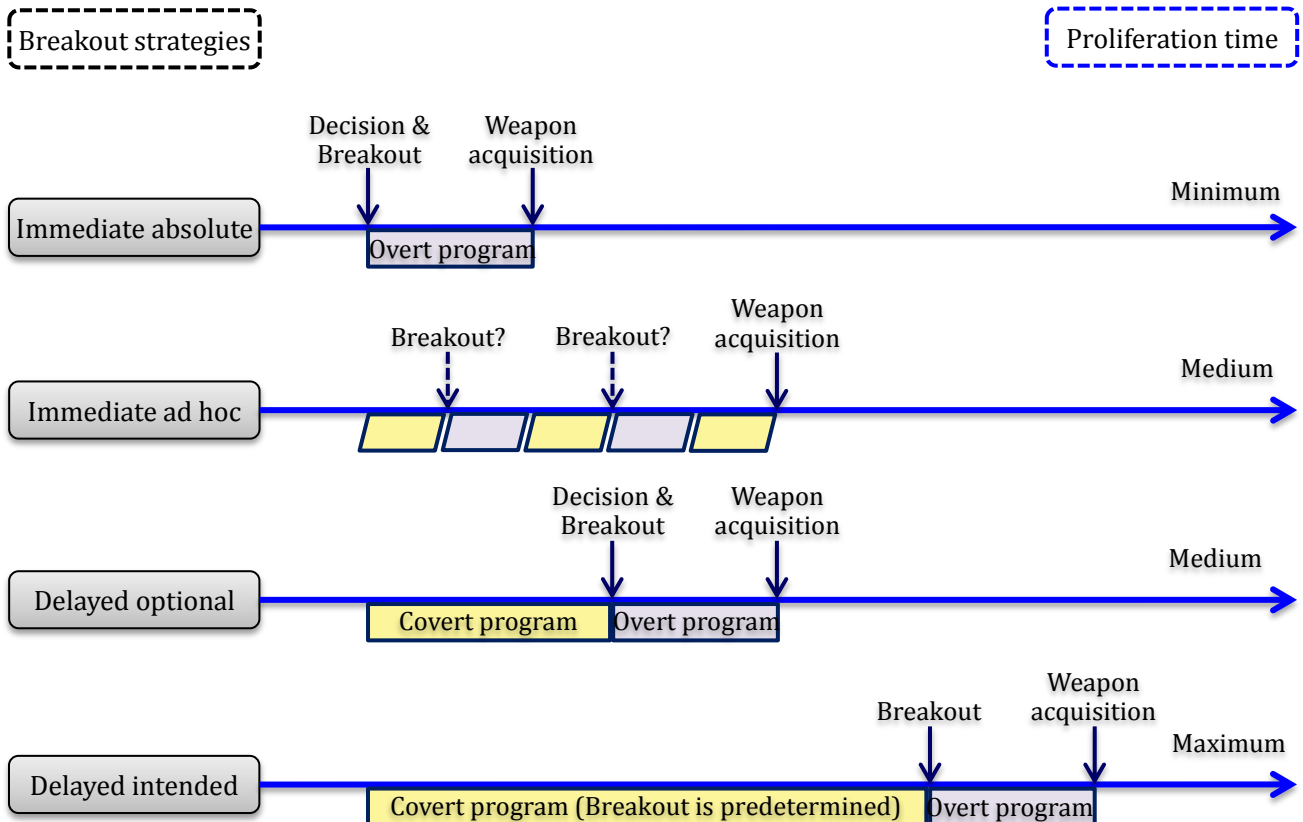 Breakout strategies
Proliferation time
Decision &
Breakout
Weapon
acquisition
Minimum
Immediate absolute
Overt program
Breakout?
Breakout?
Weapon
acquisition
Medium
Immediate ad hoc
Decision &
Breakout
Weapon
acquisition
Medium
Delayed optional
Covert program
Overt program
Breakout
Weapon
acquisition
Maximum
Delayed intended
Covert program (Breakout is predetermined)
Overt program